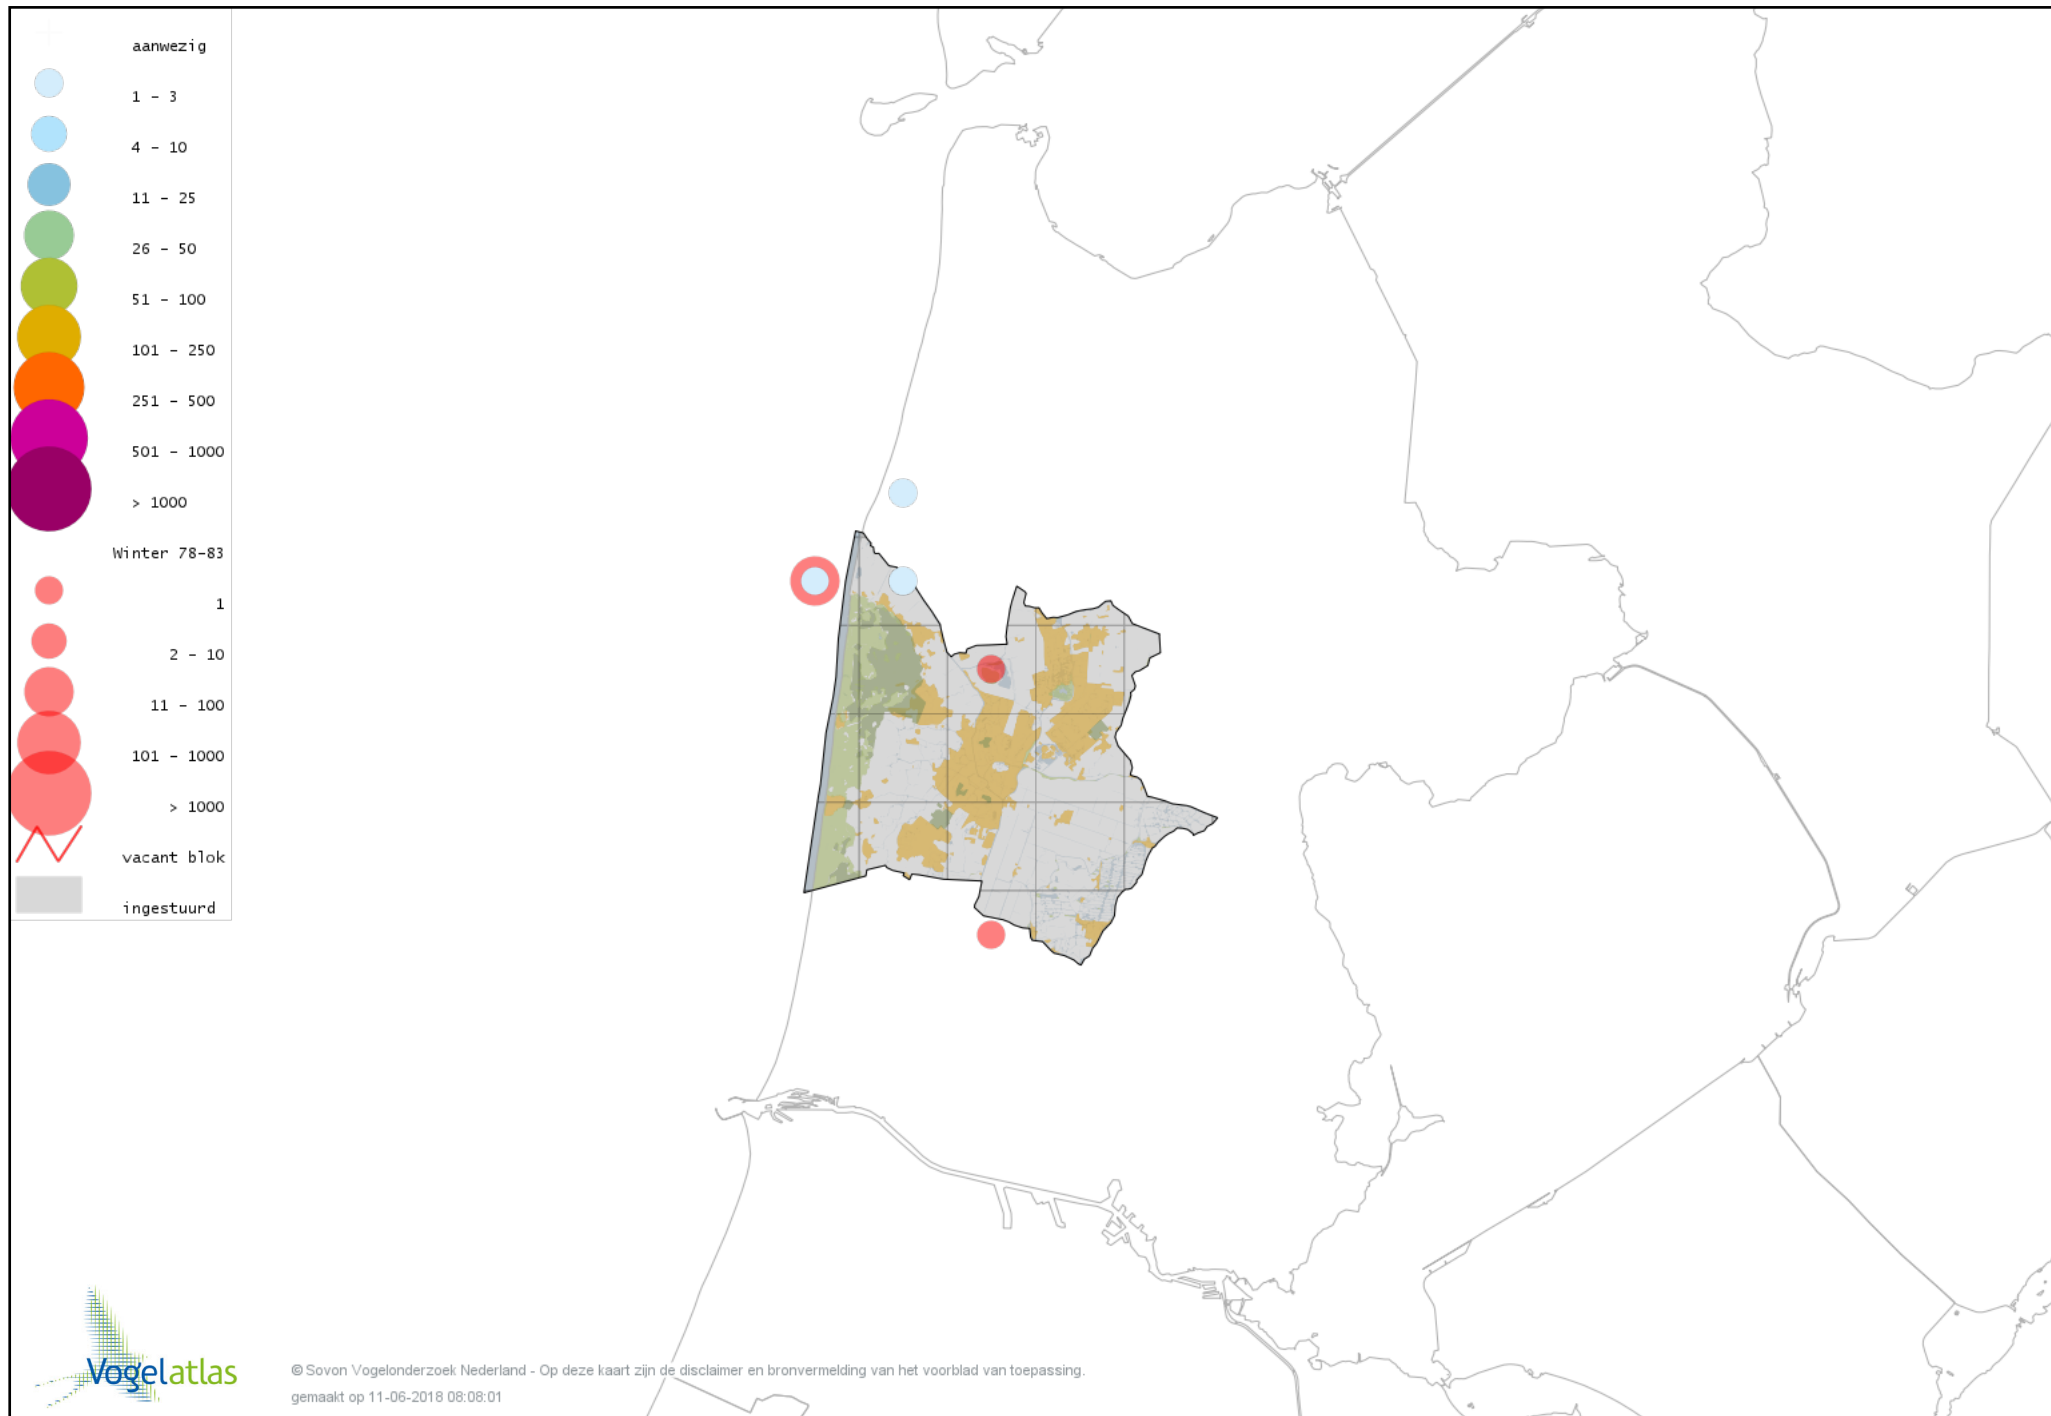 aanwezig
1 - 3
4 - 10
11 - 25
26 - 50
51 - 100
101 - 250
251 - 500
501 - 1000
> 1000
Winter 78-83
1
2 - 10
11 - 100
101 - 1000
> 1000
vacant blok
ingestuurd
Vogelatlas
© Sovon Vogelonderzoek Nederland - Op deze kaart zijn de disclaimer en bronvermelding van het voorblad van toepassing.
gemaakt op 11-06-2018 08:08:01